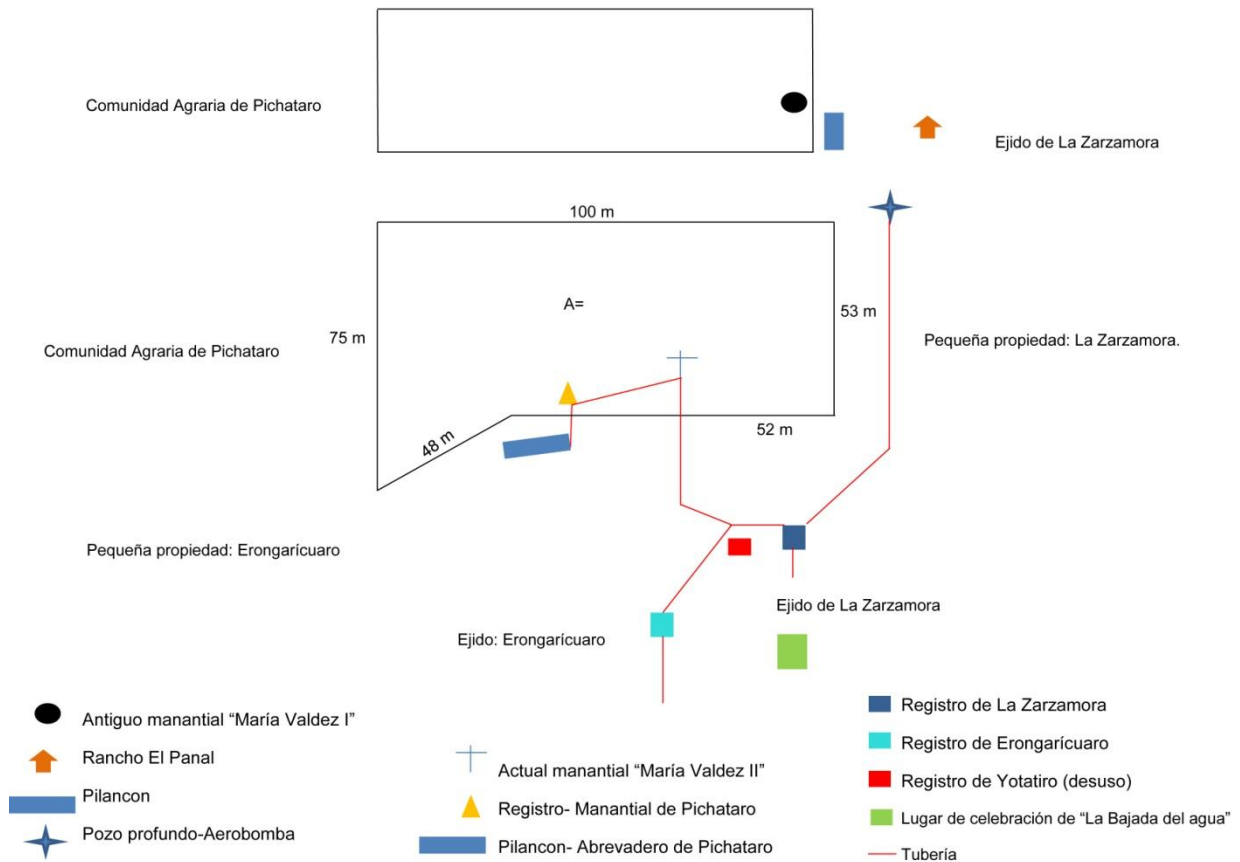 Comunidad Agraria de Pichataro
Ejido de La Zarzamora
100 m
A=
75 m
53 m
Comunidad Agraria de Pichataro
Pequeña propiedad: La Zarzamora.
48 m
52 m
Pequeña propiedad: Erongarícuaro
Ejido de La Zarzamora
Ejido: Erongarícuaro
Antiguo manantial “María Valdez I”
Rancho El Panal
Pilancon
Pozo profundo-Aerobomba
Actual manantial “María Valdez II”
Registro- Manantial de Pichataro
Pilancon- Abrevadero de Pichataro
Registro de La Zarzamora
Registro de Erongarícuaro
Registro de Yotatiro (desuso)
Lugar de celebración de “La Bajada del agua”
Tubería